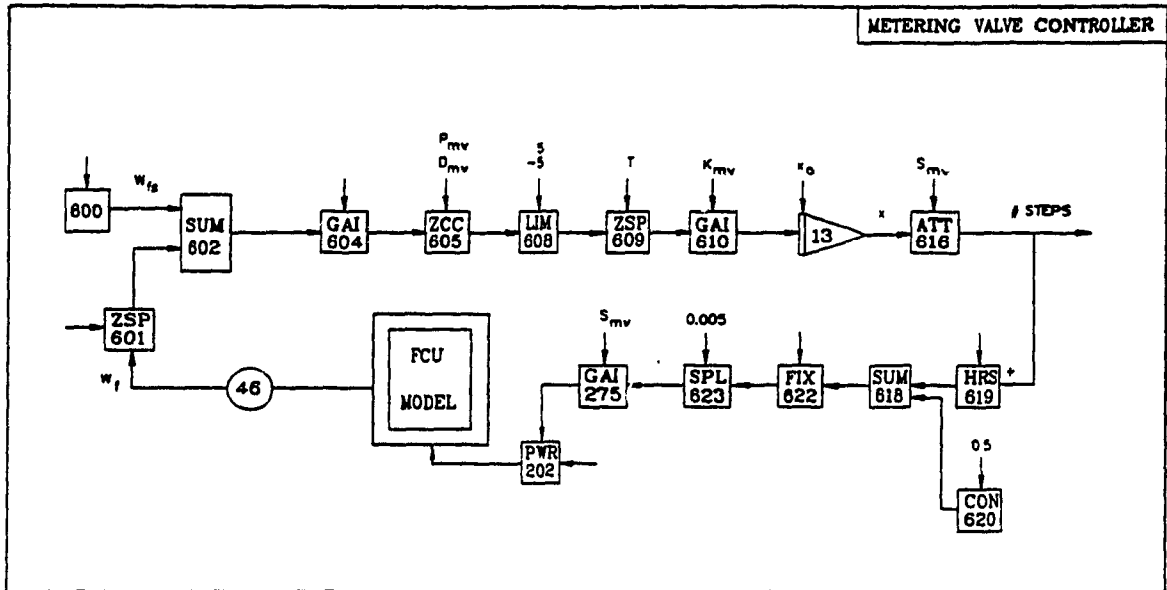 METERING VALVE CONTROLLER
P_mv
D_mv
5
-5
T
K_mv
x_o
S_mv
600
W_fs
SUM
602
GAI
604
ZCC
605
LIM
608
ZSP
609
GAI
610
13
x
ATT
616
# STEPS
ZSP
601
W_f
46
FCU
MODEL
S_mv
GAI
275
0.005
SPL
623
FIX
622
SUM
618
HRS
619
+
PWR
202
0.5
CON
620